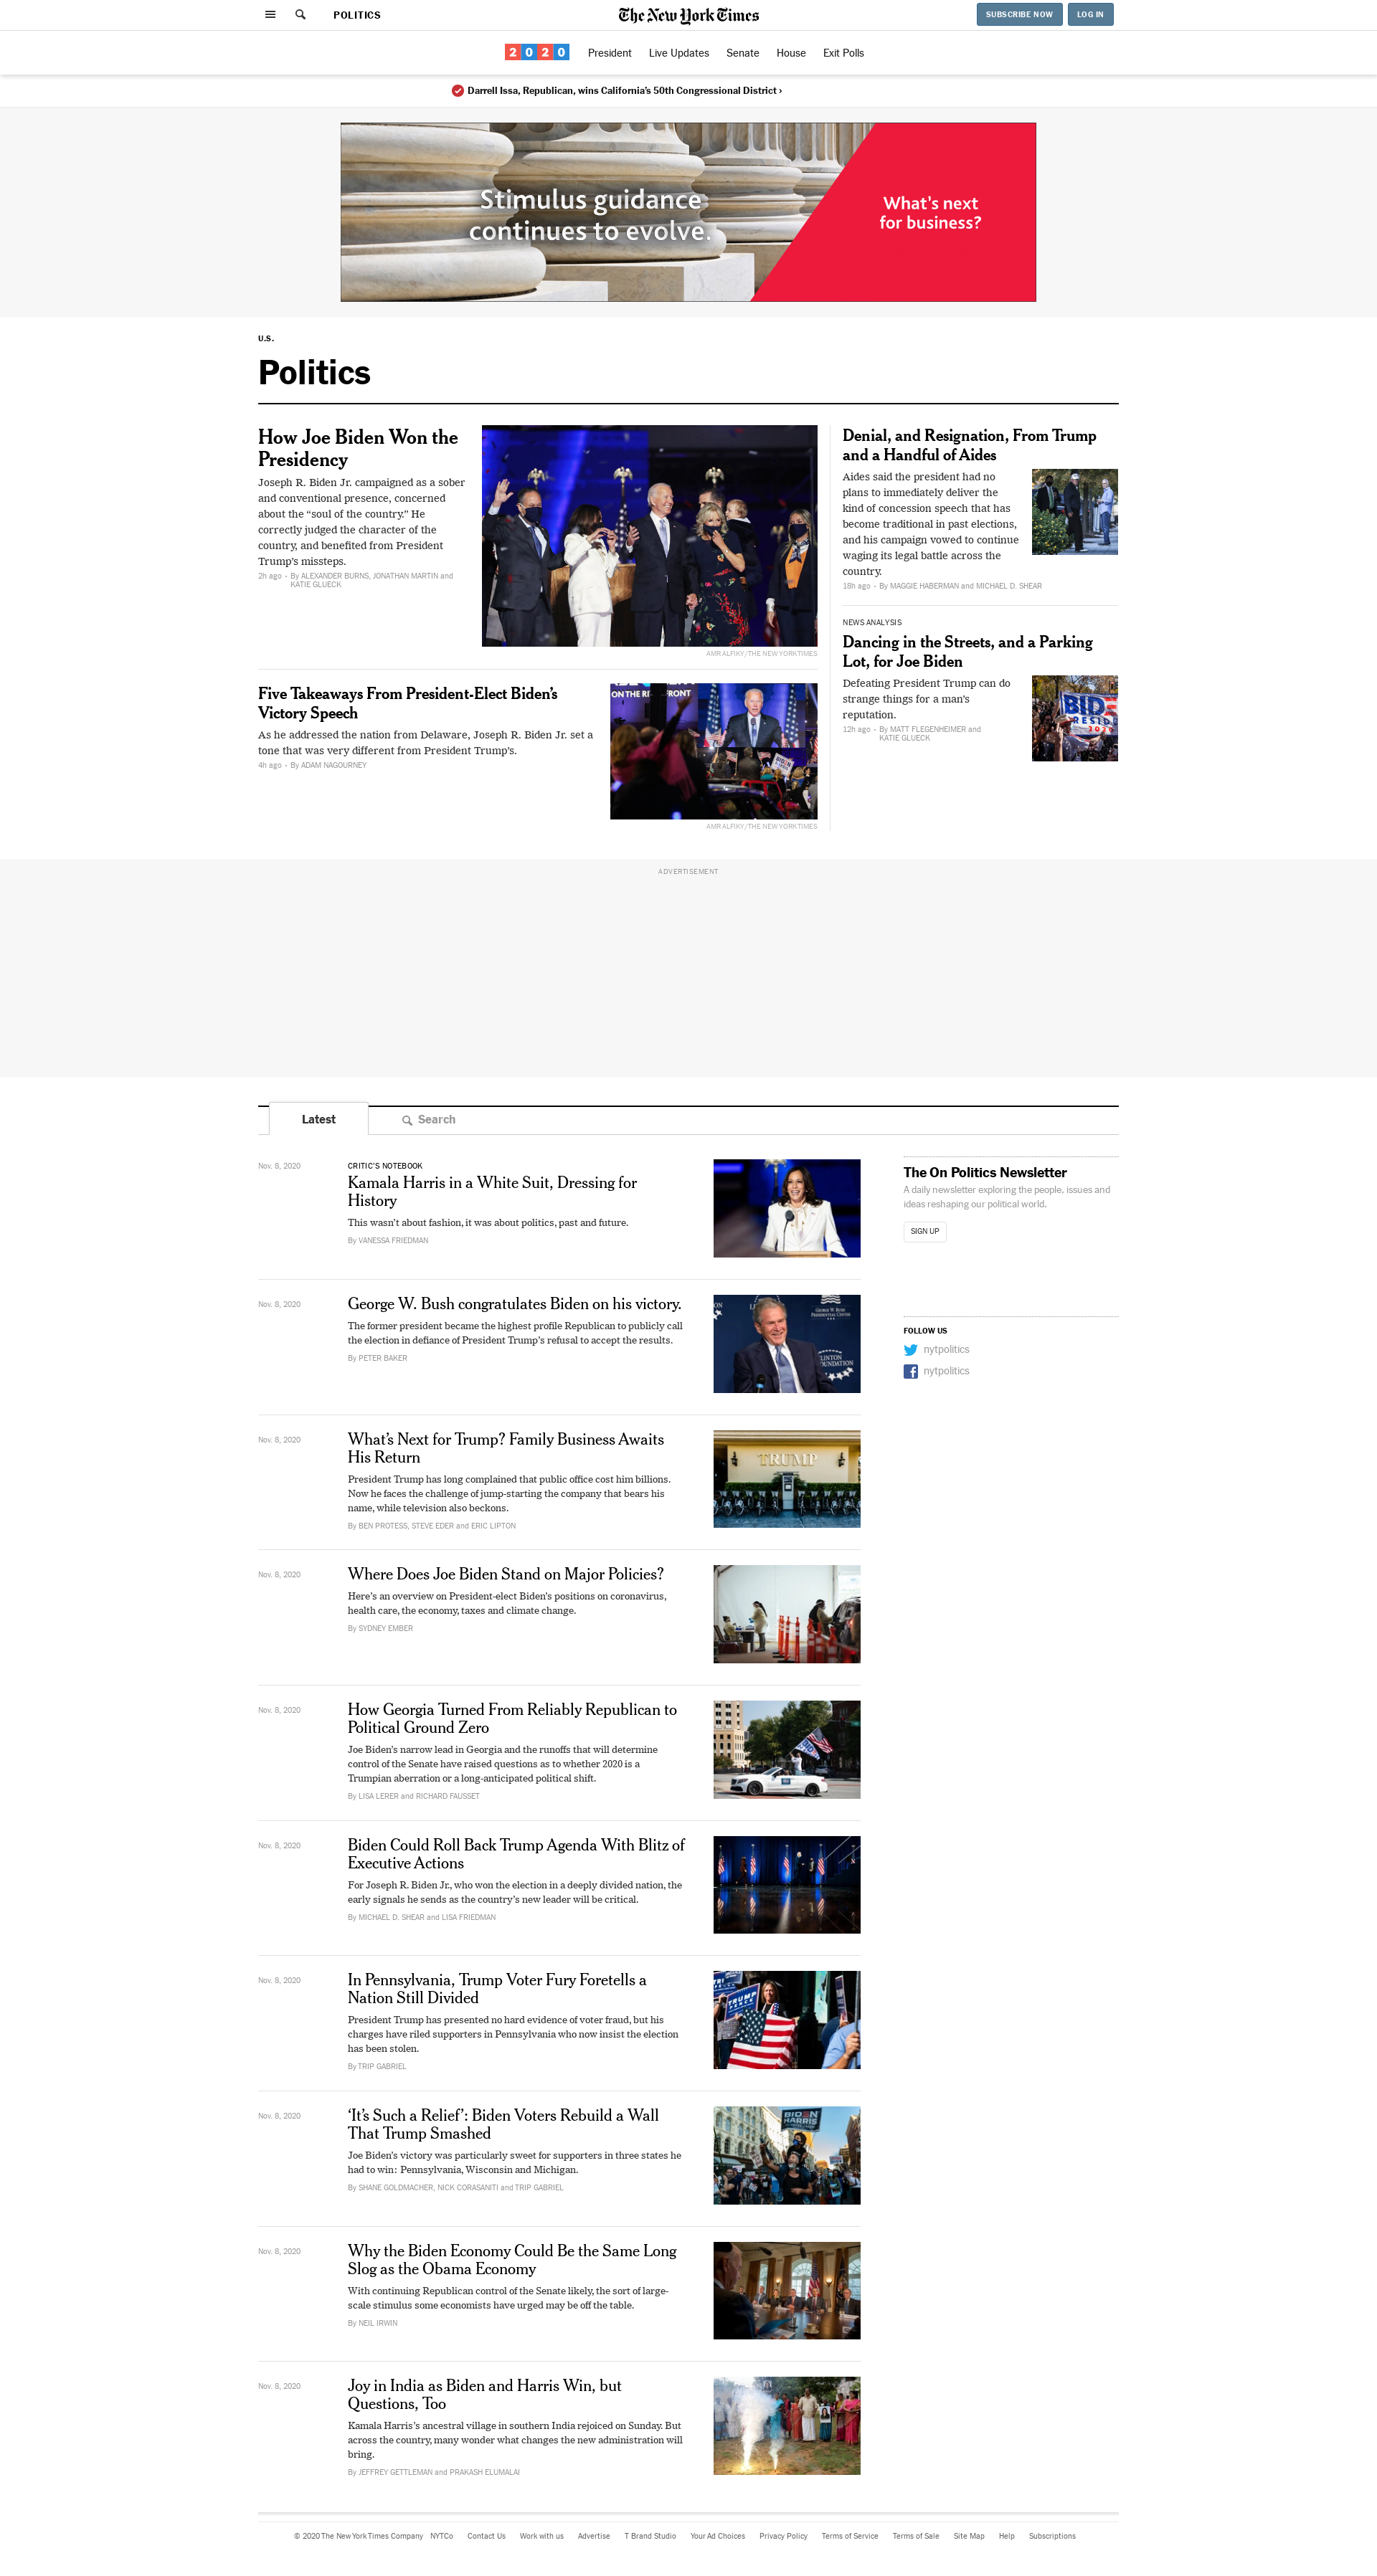 POLITICS
The New York Times
SUBSCRIBE NOW
LOG IN
2020
President
Live Updates
Senate
House
Exit Polls
Darrell Issa, Republican, wins California's 50th Congressional District ›
Stimulus guidance
continues to evolve.
What's next
for business?
U.S.
Politics
How Joe Biden Won the
Presidency
Joseph R. Biden Jr. campaigned as a sober
and conventional presence, concerned
about the “soul of the country.” He
correctly judged the character of the
country, and benefited from President
Trump’s missteps.
2h ago • By ALEXANDER BURNS, JONATHAN MARTIN and
KATIE GLUECK
AMR ALFIKY/THE NEW YORK TIMES
Five Takeaways From President-Elect Biden’s
Victory Speech
As he addressed the nation from Delaware, Joseph R. Biden Jr. set a
tone that was very different from President Trump’s.
4h ago • By ADAM NAGOURNEY
AMR ALFIKY/THE NEW YORK TIMES
Denial, and Resignation, From Trump
and a Handful of Aides
Aides said the president had no
plans to immediately deliver the
kind of concession speech that has
become traditional in past elections,
and his campaign vowed to continue
waging its legal battle across the
country.
18h ago • By MAGGIE HABERMAN and MICHAEL D. SHEAR
NEWS ANALYSIS
Dancing in the Streets, and a Parking
Lot, for Joe Biden
Defeating President Trump can do
strange things for a man’s
reputation.
12h ago • By MATT FLEGENHEIMER and
KATIE GLUECK
ADVERTISEMENT
Latest
Search
Nov. 8, 2020
CRITIC’S NOTEBOOK
Kamala Harris in a White Suit, Dressing for
History
This wasn’t about fashion, it was about politics, past and future.
By VANESSA FRIEDMAN
Nov. 8, 2020
George W. Bush congratulates Biden on his victory.
The former president became the highest profile Republican to publicly call
the election in defiance of President Trump’s refusal to accept the results.
By PETER BAKER
Nov. 8, 2020
What’s Next for Trump? Family Business Awaits
His Return
President Trump has long complained that public office cost him billions.
Now he faces the challenge of jump-starting the company that bears his
name, while television also beckons.
By BEN PROTESS, STEVE EDER and ERIC LIPTON
TRUMP
Nov. 8, 2020
Where Does Joe Biden Stand on Major Policies?
Here’s an overview on President-elect Biden’s positions on coronavirus,
health care, the economy, taxes and climate change.
By SYDNEY EMBER
Nov. 8, 2020
How Georgia Turned From Reliably Republican to
Political Ground Zero
Joe Biden’s narrow lead in Georgia and the runoffs that will determine
control of the Senate have raised questions as to whether 2020 is a
Trumpian aberration or a long-anticipated political shift.
By LISA LERER and RICHARD FAUSSET
Nov. 8, 2020
Biden Could Roll Back Trump Agenda With Blitz of
Executive Actions
For Joseph R. Biden Jr., who won the election in a deeply divided nation, the
early signals he sends as the country’s new leader will be critical.
By MICHAEL D. SHEAR and LISA FRIEDMAN
Nov. 8, 2020
In Pennsylvania, Trump Voter Fury Foretells a
Nation Still Divided
President Trump has presented no hard evidence of voter fraud, but his
charges have riled supporters in Pennsylvania who now insist the election
has been stolen.
By TRIP GABRIEL
Nov. 8, 2020
‘It’s Such a Relief’: Biden Voters Rebuild a Wall
That Trump Smashed
Joe Biden’s victory was particularly sweet for supporters in three states he
had to win: Pennsylvania, Wisconsin and Michigan.
By SHANE GOLDMACHER, NICK CORASANITI and TRIP GABRIEL
Nov. 8, 2020
Why the Biden Economy Could Be the Same Long
Slog as the Obama Economy
With continuing Republican control of the Senate likely, the sort of large-
scale stimulus some economists have urged may be off the table.
By NEIL IRWIN
Nov. 8, 2020
Joy in India as Biden and Harris Win, but
Questions, Too
Kamala Harris’s ancestral village in southern India rejoiced on Sunday. But
across the country, many wonder what changes the new administration will
bring.
By JEFFREY GETTLEMAN and PRAKASH ELUMALAI
The On Politics Newsletter
A daily newsletter exploring the people, issues and
ideas reshaping our political world.
SIGN UP
FOLLOW US
nytpolitics
nytpolitics
© 2020 The New York Times Company NYTCo Contact Us Work with us Advertise T Brand Studio Your Ad Choices Privacy Policy Terms of Service Terms of Sale Site Map Help Subscriptions